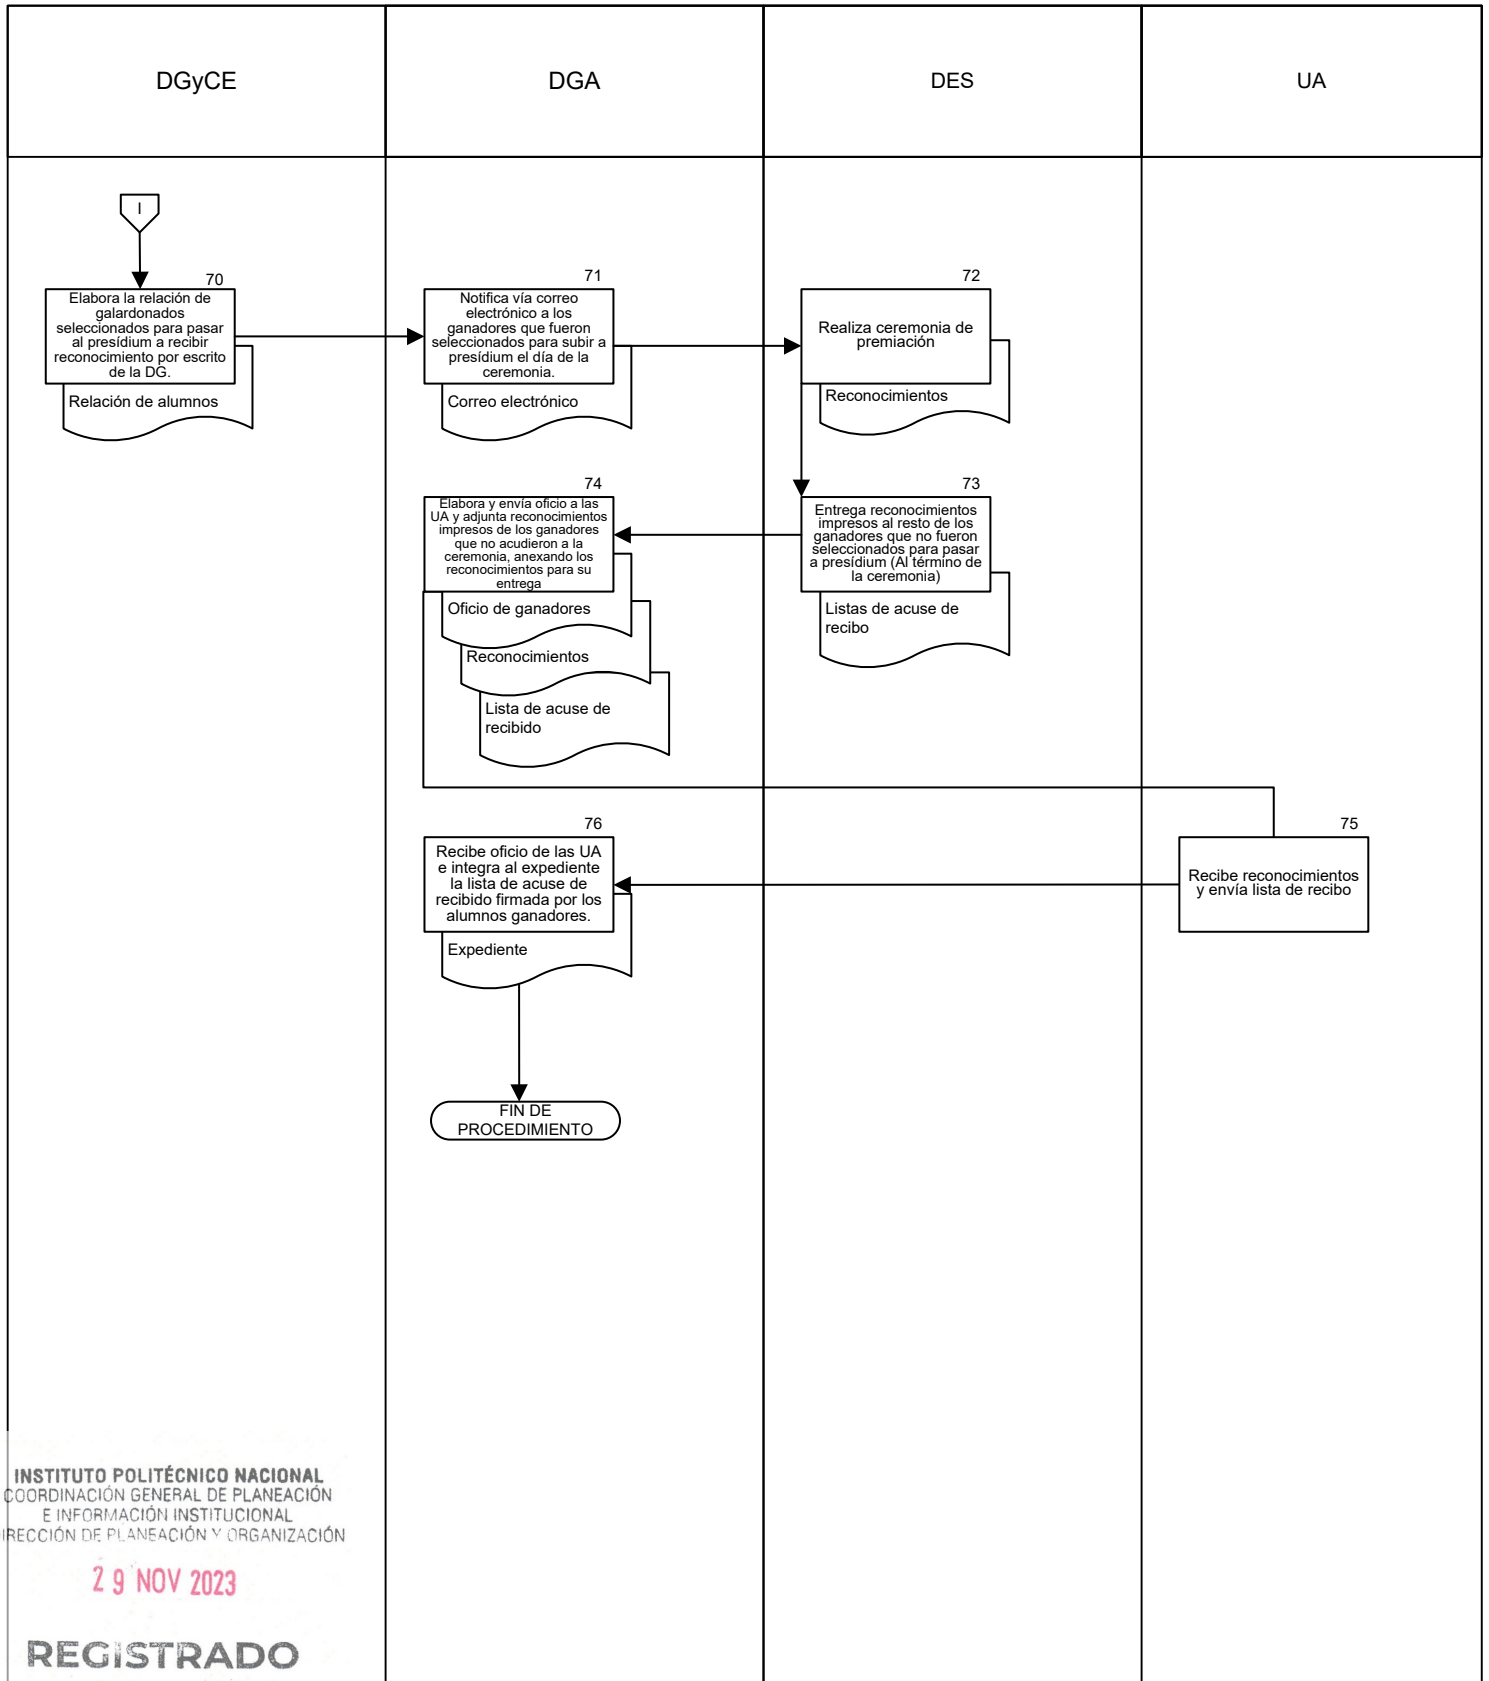 DGyCE
DGA
DES
UA
I
70
Elabora la relación de
galardonados
seleccionados para pasar
al presídium a recibir
reconocimiento por escrito
de la DG.
Relación de alumnos
71
Notifica vía correo
electrónico a los
ganadores que fueron
seleccionados para subir a
presídium el día de la
ceremonia.
Correo electrónico
72
Realiza ceremonia de
premiación
Reconocimientos
73
Entrega reconocimientos
impresos al resto de los
ganadores que no fueron
seleccionados para pasar
a presídium (Al término de
la ceremonia)
Listas de acuse de
recibo
74
Elabora y envía oficio a las
UA y adjunta reconocimientos
impresos de los ganadores
que no acudieron a la
ceremonia, anexando los
reconocimientos para su
entrega
Oficio de ganadores
Reconocimientos
Lista de acuse de
recibido
75
Recibe reconocimientos
y envía lista de recibo
76
Recibe oficio de las UA
e integra al expediente
la lista de acuse de
recibido firmada por los
alumnos ganadores.
Expediente
FIN DE
PROCEDIMIENTO
INSTITUTO POLITÉCNICO NACIONAL
COORDINACIÓN GENERAL DE PLANEACIÓN
E INFORMACIÓN INSTITUCIONAL
IRECCIÓN DE PLANEACIÓN Y ORGANIZACIÓN
29 NOV 2023
REGISTRADO